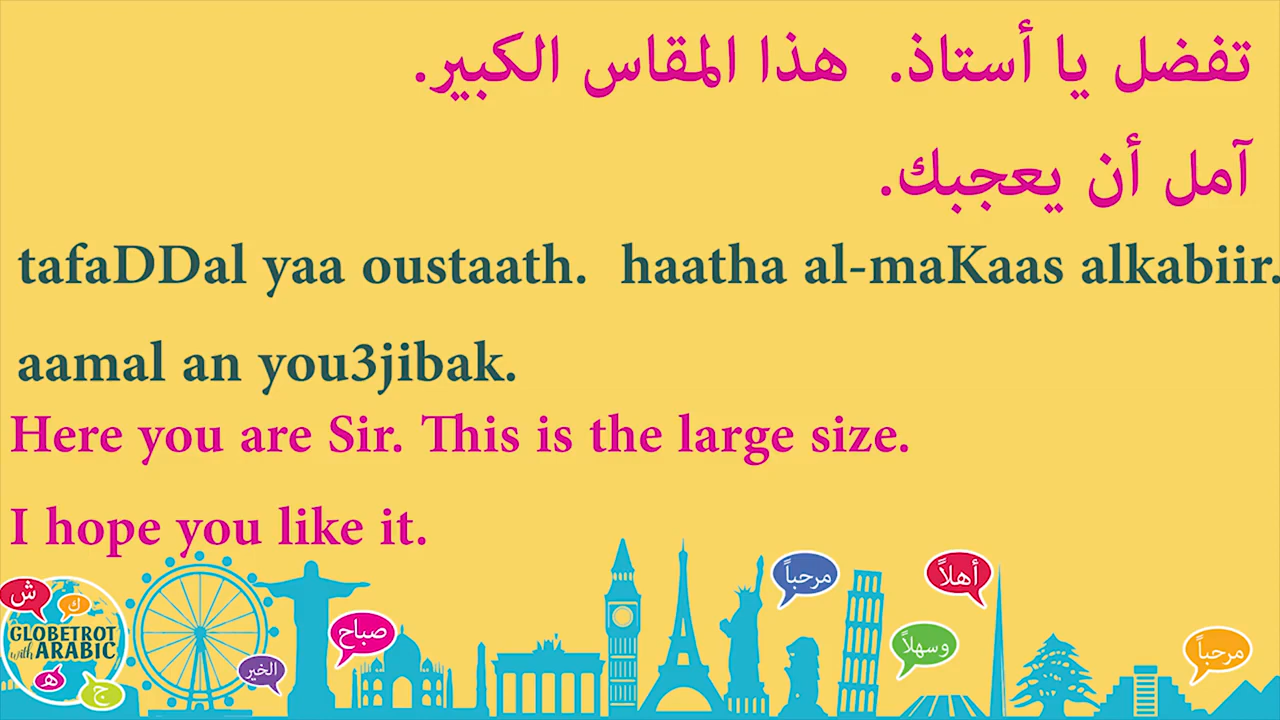 تفضل يا أستاذ. هذا المقاس الكبير.
آمل أن يعجبك.
tafaDDal yaa oustaath. haatha al-maKaas alkabiir.
aamal an you3jibak.
Here you are Sir. This is the large size.
I hope you like it.
ش
ك
GLOBETROT
with ARABIC
ه
ج
الخير
صباح
مرحباً
أهلاً
وسهلاً
مرحباً